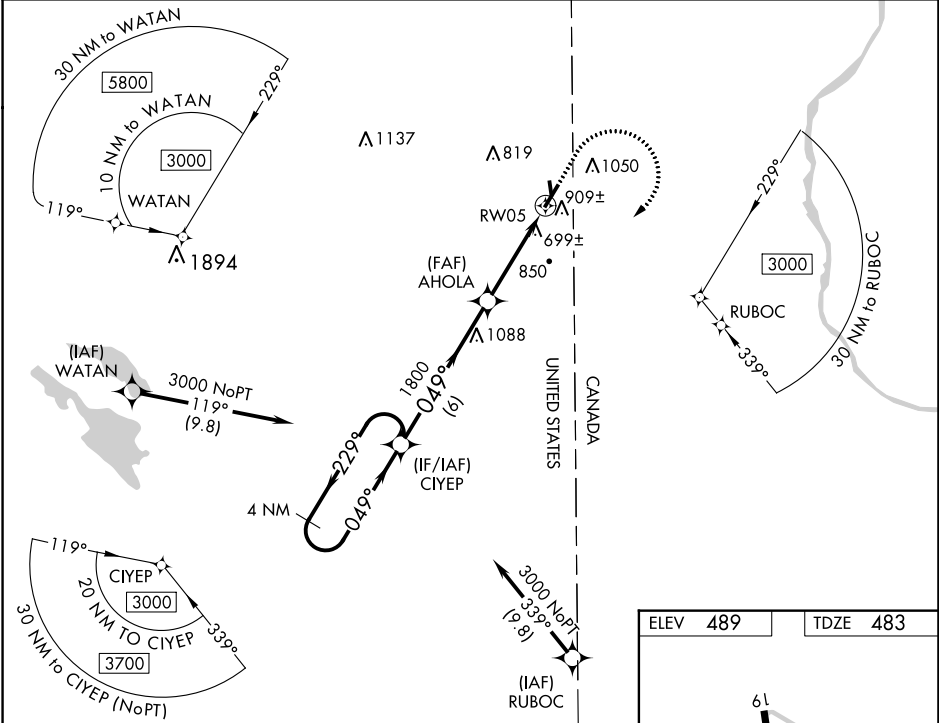 30 NM to WATAN
5800
229°
10 NM to WATAN
3000
WATAN
119°
1894
1137
819
1050
909±
RW05
699±
850
(FAF)
AHOLA
1088
229°
3000
RUBOC
339°
30 NM to RUBOC
(IAF)
WATAN
3000 NoPT
119°
(9.8)
1800
049°
(6)
UNITED STATES
CANADA
229°
049°
(IF/IAF)
CIYEP
4 NM
119°
CIYEP
3000
20 NM TO CIYEP
339°
3700
30 NM to CIYEP (NoPT)
3000 NoPT
339°
(9.8)
(IAF)
RUBOC
ELEV 489
TDZE 483
19